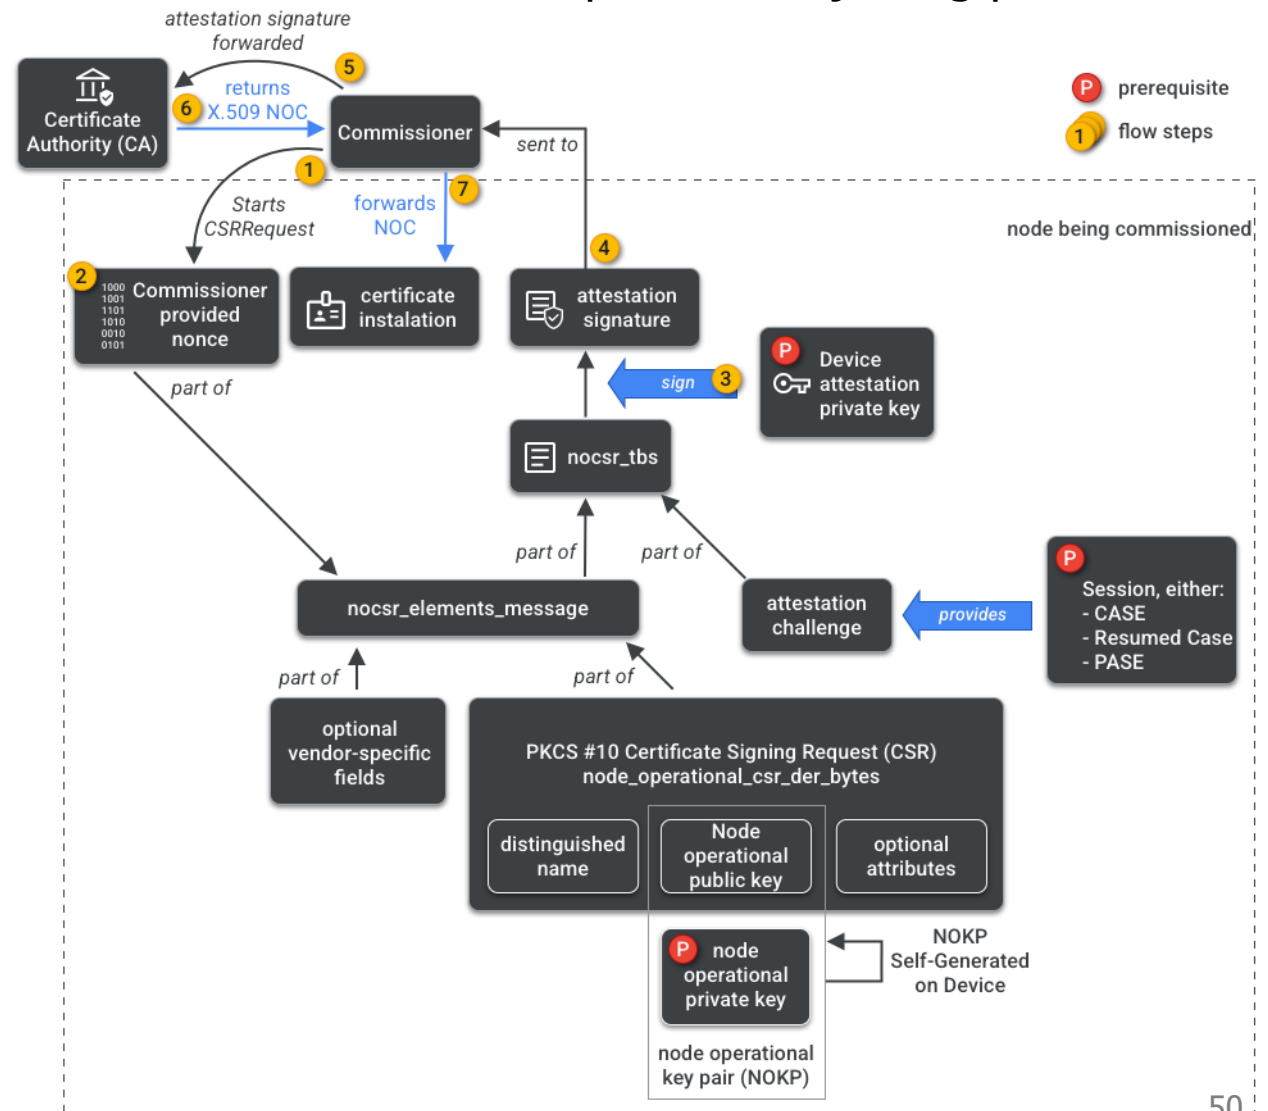 attestation signature
forwarded
5
Certificate
Authority (CA)
6
returns
X.509 NOC
Commissioner
sent to
P prerequisite
1 flow steps
1
Starts
CSRRequest
7
forwards
NOC
node being commissioned
2
1000
1001
1101
1010
0010
0101
Commissioner
provided
nonce
certificate
instalation
4
attestation
signature
part of
sign
3
P
Device
attestation
private key
nocsr_tbs
part of
part of
nocsr_elements_message
attestation
challenge
provides
P
Session, either:
- CASE
- Resumed Case
- PASE
part of
part of
optional
vendor-specific
fields
PKCS #10 Certificate Signing Request (CSR)
node_operational_csr_der_bytes
distinguished
name
Node
operational
public key
optional
attributes
P
node
operational
private key
NOKP
Self-Generated
on Device
node operational
key pair (NOKP)